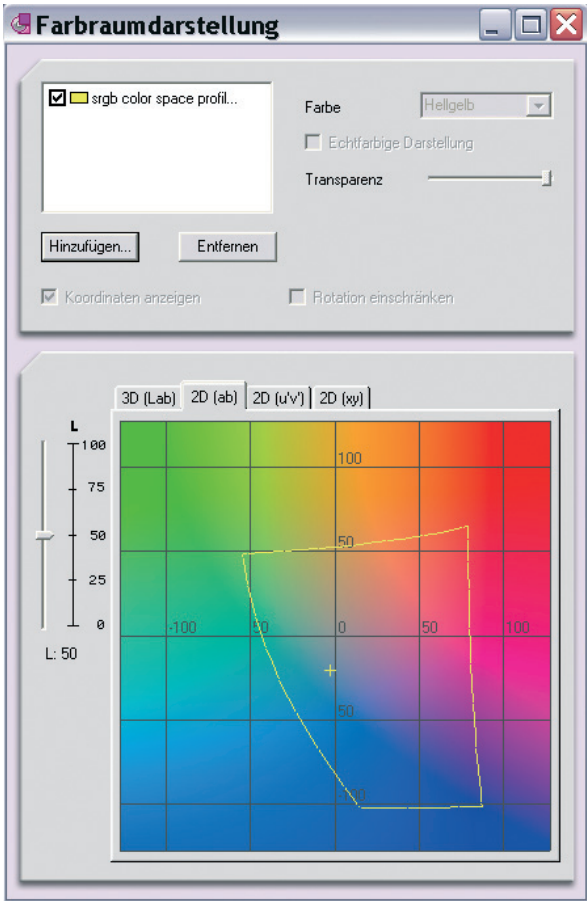 Farbraumdarstellung
srgb color space profil...
Farbe
Hellgelb
Echtfarbige Darstellung
Transparenz
Hinzufügen...
Entfernen
Koordinaten anzeigen
Rotation einschränken
3D (Lab) 2D (ab) 2D (u'v') 2D (xy)
L
100
75
50
25
0
L: 50
100
50
-100 50 0 50 100
50
-100